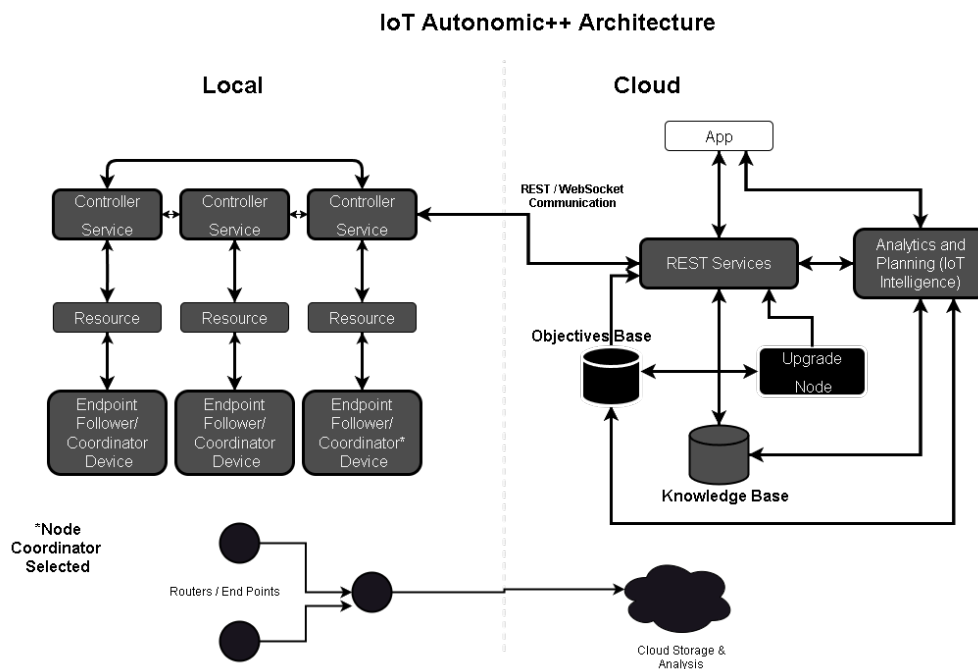 IoT Autonomic++ Architecture
Local
Cloud
App
REST / WebSocket
Communication
Controller
Service
Controller
Service
Controller
Service
REST Services
Analytics and
Planning (IoT
Intelligence)
Resource
Resource
Resource
Objectives Base
Upgrade
Node
Endpoint
Follower/
Coordinator
Device
Endpoint
Follower/
Coordinator
Device
Endpoint
Follower/
Coordinator*
Device
Knowledge Base
*Node
Coordinator
Selected
Routers / End Points
Cloud Storage &
Analysis